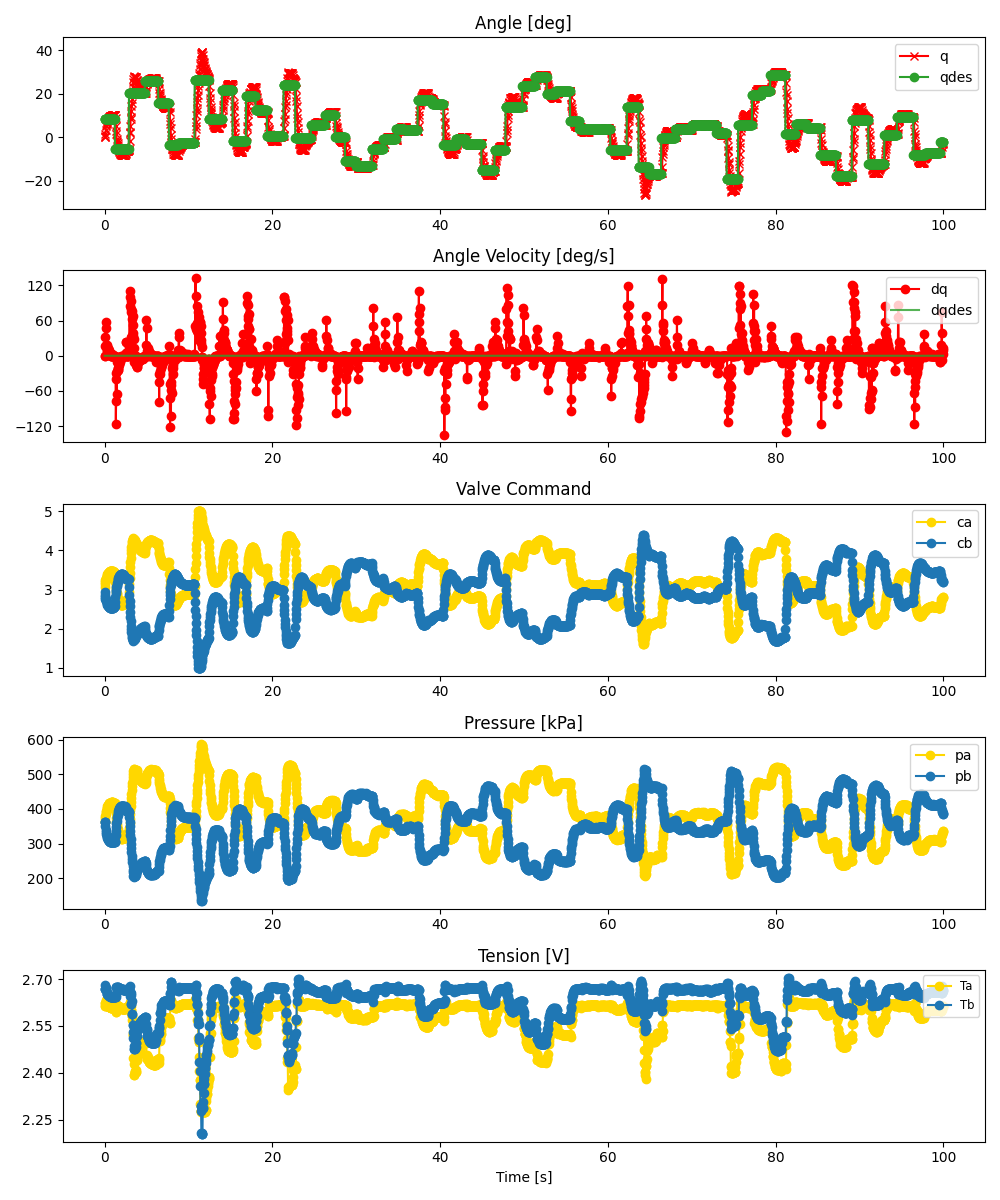 Angle [deg]
40
20
0
−20
q
qdes
0 20 40 60 80 100
Angle Velocity [deg/s]
120
60
0
−60
−120
dq
dqdes
0 20 40 60 80 100
Valve Command
5
4
3
2
1
ca
cb
0 20 40 60 80 100
Pressure [kPa]
600
500
400
300
200
pa
pb
0 20 40 60 80 100
Tension [V]
2.70
2.55
2.40
2.25
Ta
Tb
0 20 40 60 80 100
Time [s]